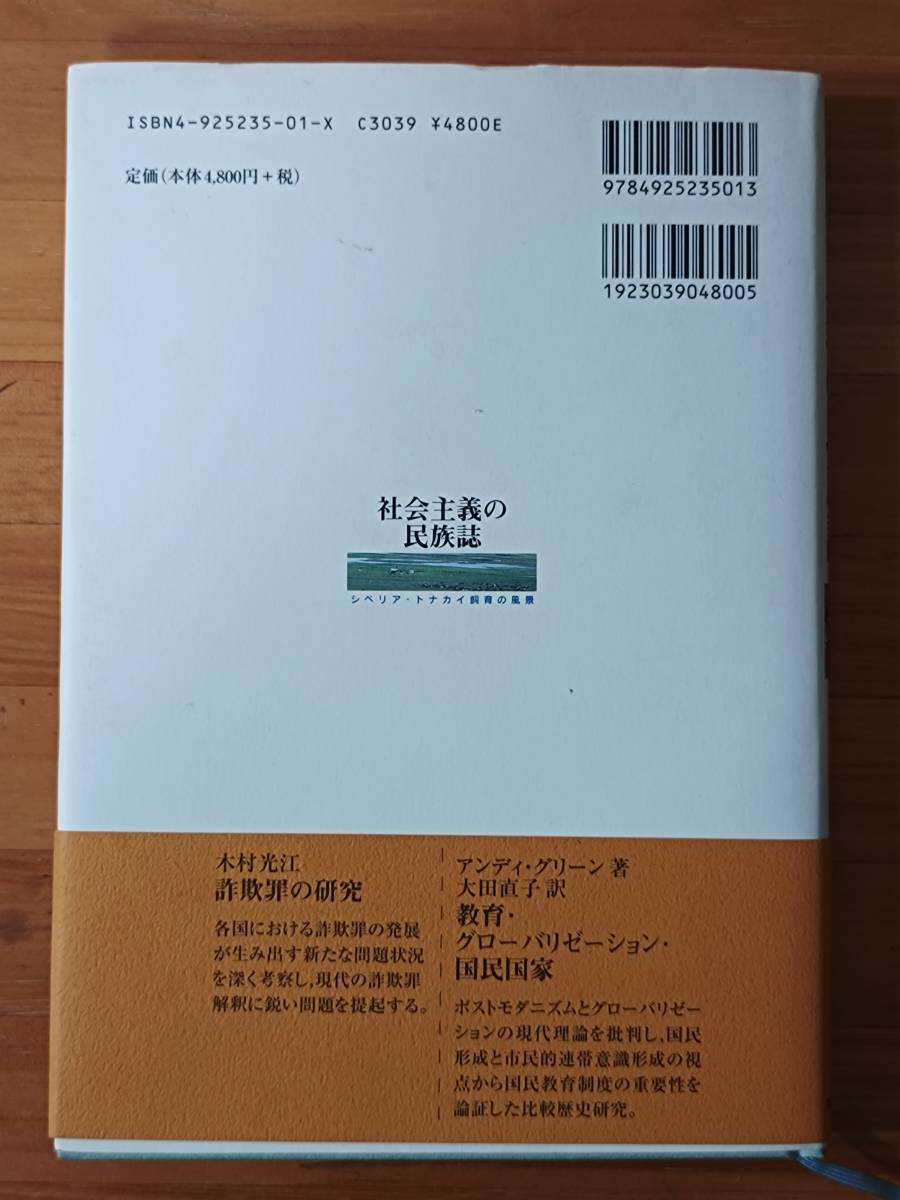 ISBN4-925235-01-X C3039 ¥4800E
定価(本体4,800円+税)
9784925235013
1923039048005
社会主義の
民族誌
シベリア・トナカイ飼育の風景
木村光江
詐欺罪の研究
各国における詐欺罪の発展
が生み出す新たな問題状況
を深く考察し,現代の詐欺罪
解釈に鋭い問題を提起する。
アンディ・グリーン 著
大田直子 訳
教育・
グローバリゼーション・
国民国家
ポストモダニズムとグローバリゼー
ションの現代理論を批判し,国民
形成と市民的連帯意識形成の視
点から国民教育制度の重要性を
論証した比較歴史研究。